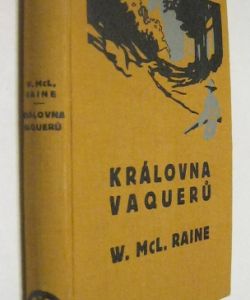 W. McL.
RAINE
KRÁLOVNA
VAQUERŮ
KRÁLOVNA
VAQUERŮ
W. McL. RAINE